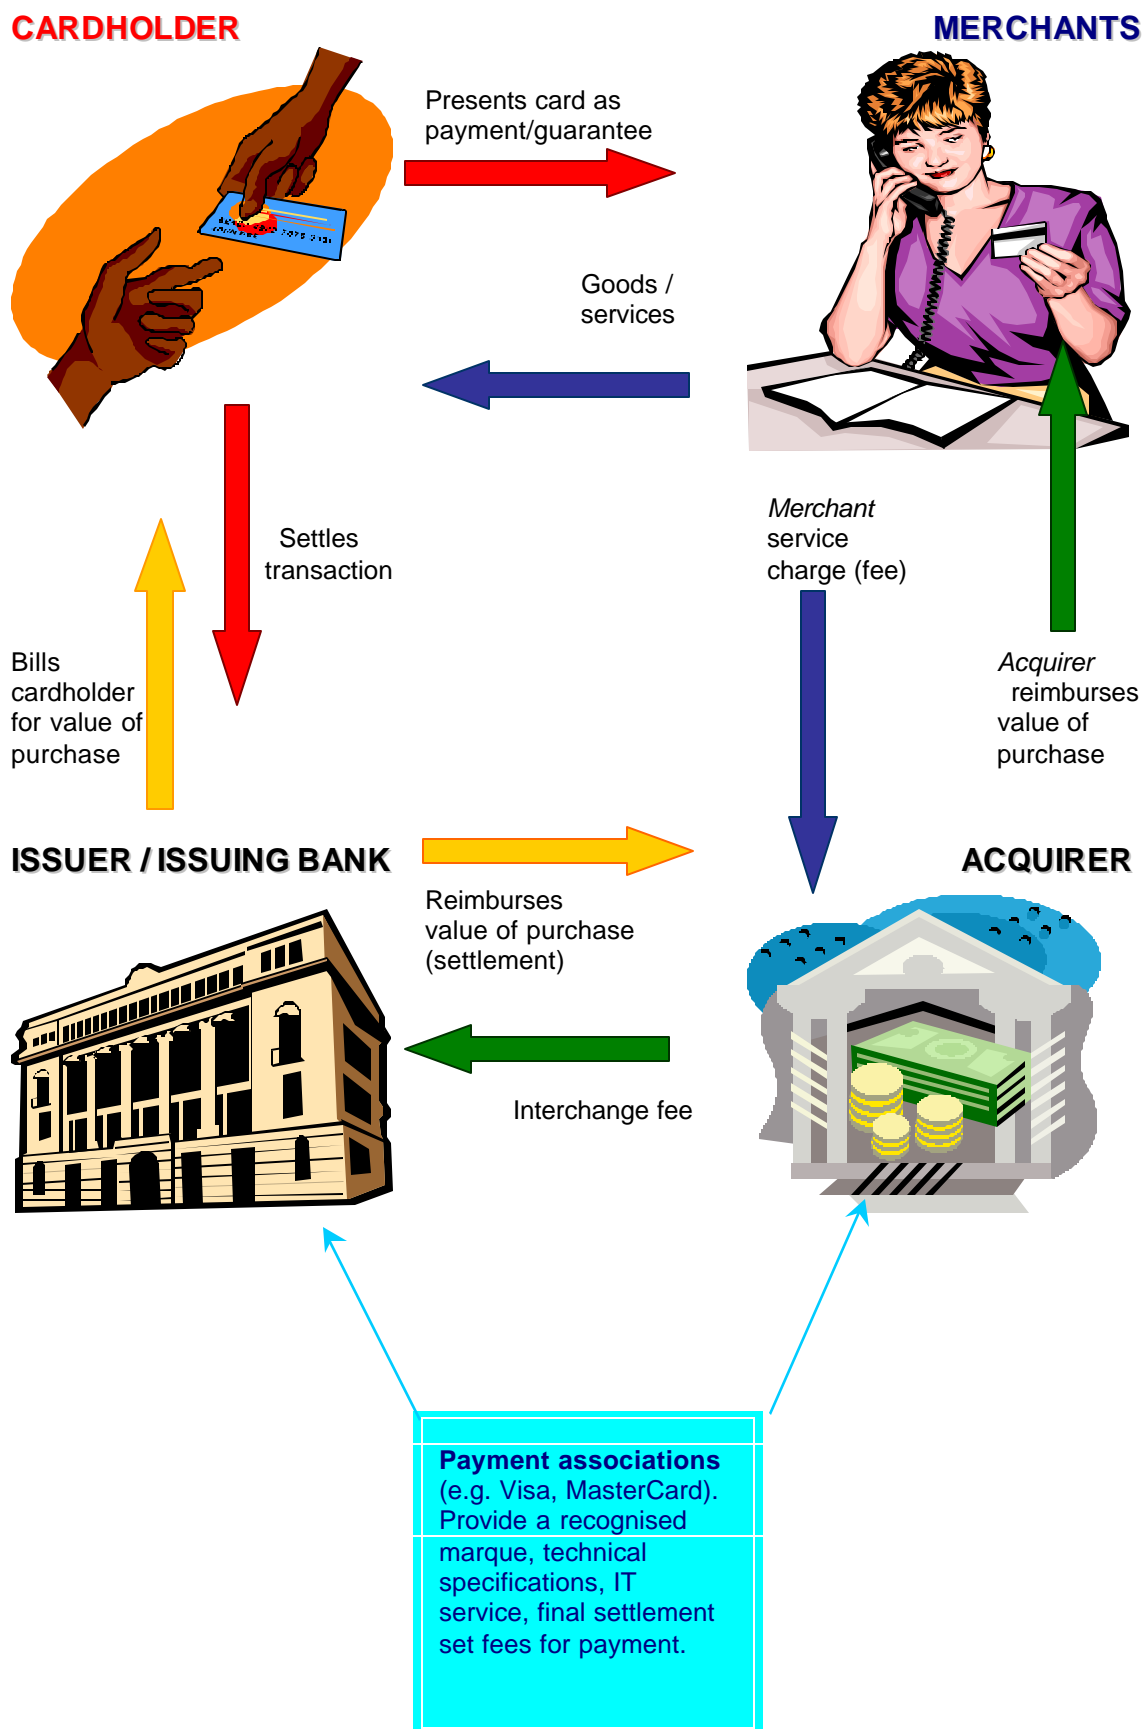 CARDHOLDER
MERCHANTS
Presents card as
payment/guarantee
Goods /
services
Settles
transaction
Merchant
service
charge (fee)
Bills
cardholder
for value of
purchase
Acquirer
reimburses
value of
purchase
ISSUER / ISSUING BANK
ACQUIRER
Reimburses
value of purchase
(settlement)
Interchange fee
Payment associations
(e.g. Visa, MasterCard).
Provide a recognised
marque, technical
specifications, IT
service, final settlement
set fees for payment.